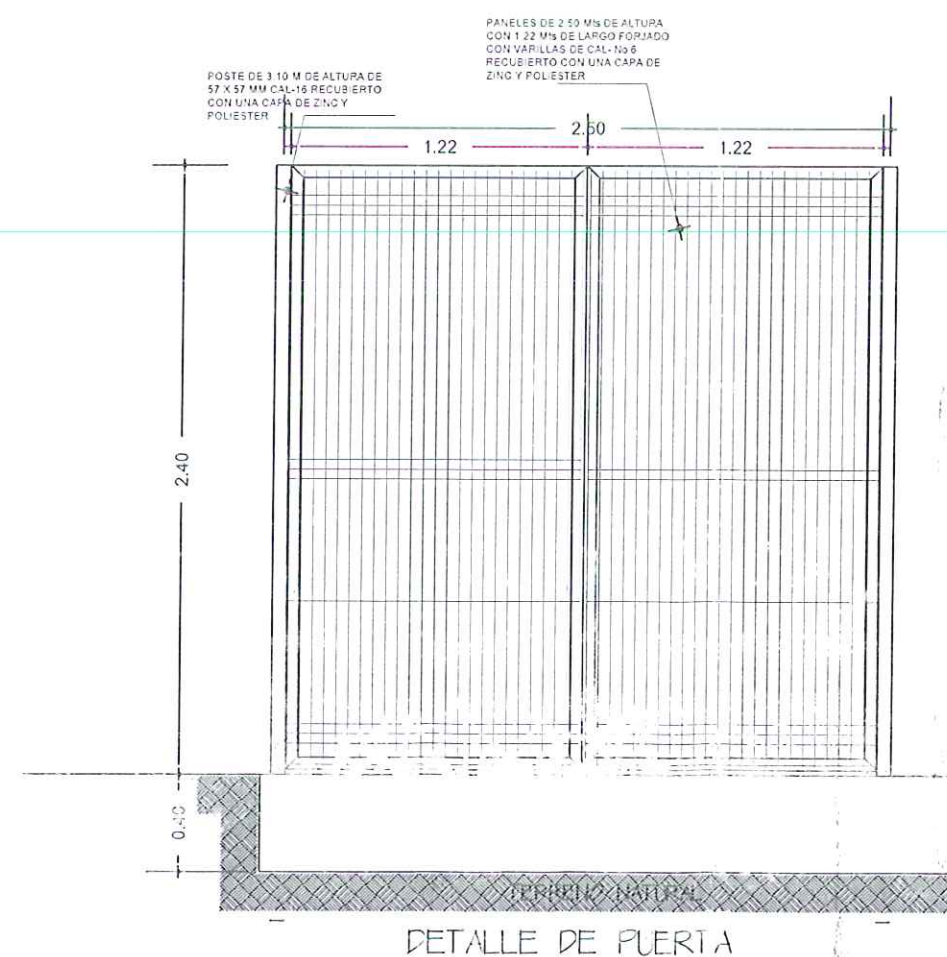 PANELES DE 2.50 Mts DE ALTURA
CON 1.22 Mts DE LARGO FORJADO
CON VARILLAS DE CAL- No 6
RECUBIERTO CON UNA CAPA DE
ZINC Y POLIESTER
POSTE DE 3.10 M DE ALTURA DE
57 X 57 MM CAL-16 RECUBIERTO
CON UNA CAPA DE ZINC Y
POLIESTER
2.50
1.22 1.22
2.40
0.40
TERRENO NATURAL
DETALLE DE PUERTA